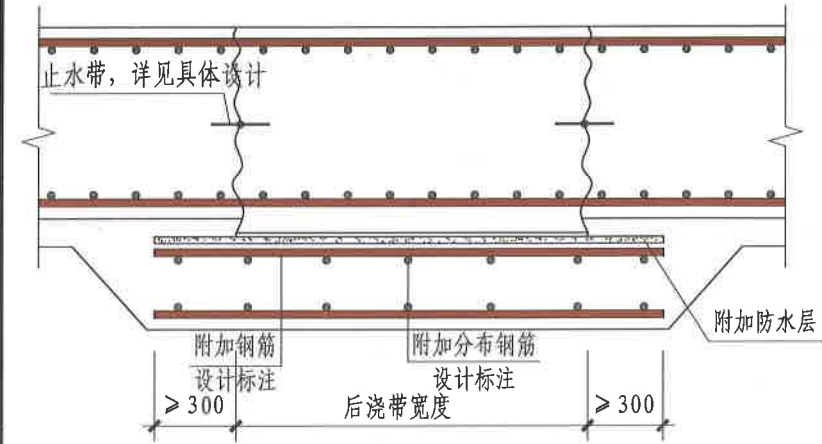 止水带，详见具体设计
附加防水层
附加钢筋
设计标注
附加分布钢筋
设计标注
≥300
后浇带宽度
≥300